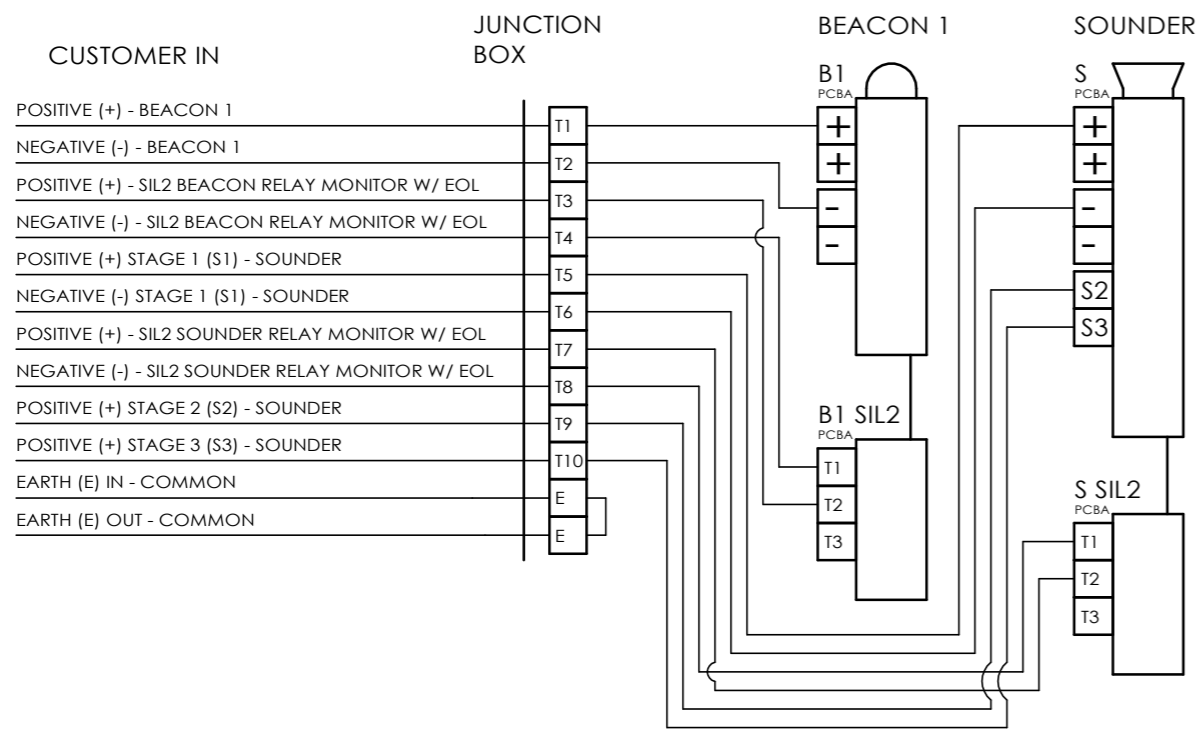 CUSTOMER IN
JUNCTION
BOX
BEACON 1
SOUNDER
POSITIVE (+) - BEACON 1
NEGATIVE (-) - BEACON 1
POSITIVE (+) - SIL2 BEACON RELAY MONITOR W/ EOL
NEGATIVE (-) - SIL2 BEACON RELAY MONITOR W/ EOL
POSITIVE (+) STAGE 1 (S1) - SOUNDER
NEGATIVE (-) STAGE 1 (S1) - SOUNDER
POSITIVE (+) - SIL2 SOUNDER RELAY MONITOR W/ EOL
NEGATIVE (-) - SIL2 SOUNDER RELAY MONITOR W/ EOL
POSITIVE (+) STAGE 2 (S2) - SOUNDER
POSITIVE (+) STAGE 3 (S3) - SOUNDER
EARTH (E) IN - COMMON
EARTH (E) OUT - COMMON
T1
T2
T3
T4
T5
T6
T7
T8
T9
T10
E
E
B1
PCBA
+
+
-
-
B1 SIL2
PCBA
T1
T2
T3
S
PCBA
+
+
-
-
S2
S3
S SIL2
PCBA
T1
T2
T3